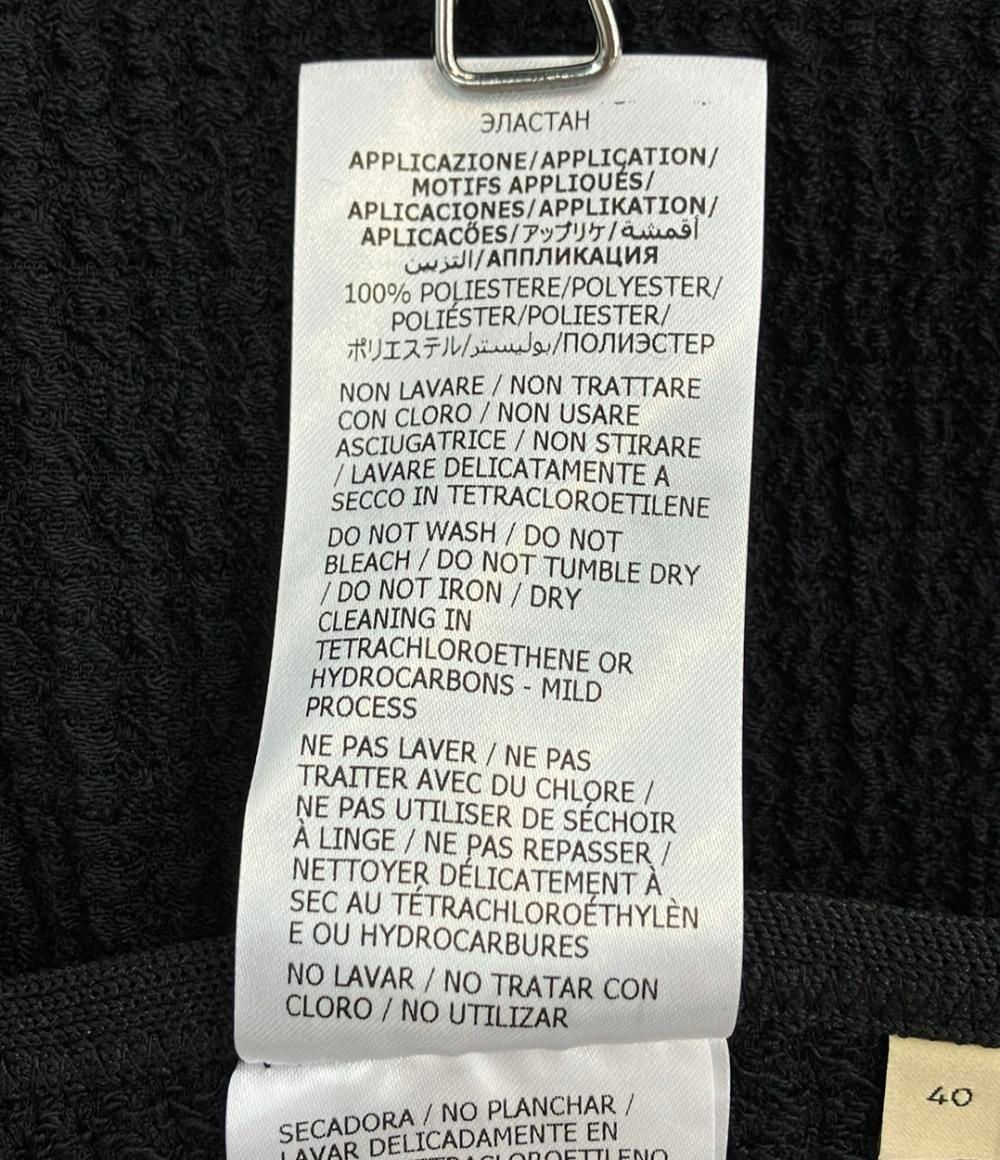 ЭЛАСТАН
APPLICAZIONE/APPLICATION/
MOTIFS APPLIQUÉS/
APLICACIONES/APPLIKATION/
APLICACÕES/アップリケ/أقمشة
التزيين/АППЛИКАЦИЯ
100% POLIESTERE/POLYESTER/
POLIÉSTER/POLIESTER/
ポリエステル/بوليستر/ПОЛИЭСТЕР
NON LAVARE / NON TRATTARE
CON CLORO / NON USARE
ASCIUGATRICE / NON STIRARE
/ LAVARE DELICATAMENTE A
SECCO IN TETRACLOROETILENE
DO NOT WASH / DO NOT
BLEACH / DO NOT TUMBLE DRY
/ DO NOT IRON / DRY
CLEANING IN
TETRACHLOROETHENE OR
HYDROCARBONS - MILD
PROCESS
NE PAS LAVER / NE PAS
TRAITER AVEC DU CHLORE /
NE PAS UTILISER DE SÉCHOIR
À LINGE / NE PAS REPASSER /
NETTOYER DÉLICATEMENT À
SEC AU TÉTRACHLOROÉTHYLÈN
E OU HYDROCARBURES
NO LAVAR / NO TRATAR CON
CLORO / NO UTILIZAR
SECADORA / NO PLANCHAR /
LAVAR DELICADAMENTE EN
40